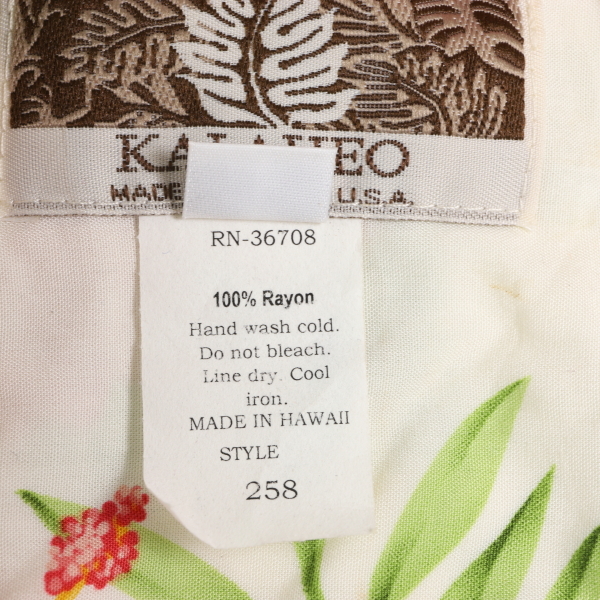 MADE U.S.A.
RN-36708
100% Rayon
Hand wash cold.
Do not bleach.
Line dry. Cool
iron.
MADE IN HAWAII
STYLE
258